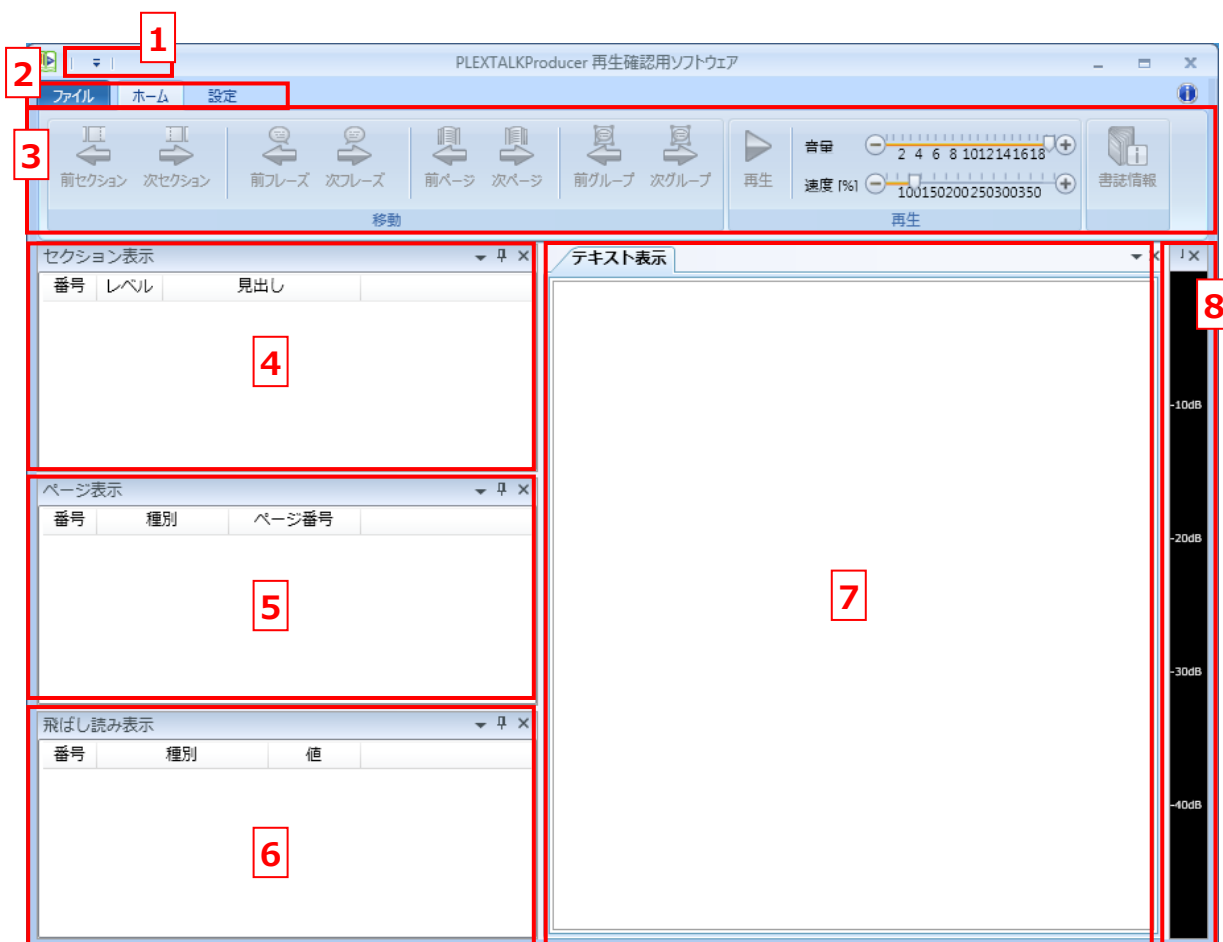 1
PLEXTALKProducer 再生確認用ソフトウェア
2
ファイル ホーム 設定
3
前セクション 次セクション 前フレーズ 次フレーズ 前ページ 次ページ 前グループ 次グループ 再生
音量 2 4 6 8 1012141618
速度 [%] 100150200250300350
書誌情報
移動 再生
セクション表示
番号 レベル 見出し
4
ページ表示
番号 種別 ページ番号
5
飛ばし読み表示
番号 種別 値
6
テキスト表示
7
8
-10dB
-20dB
-30dB
-40dB